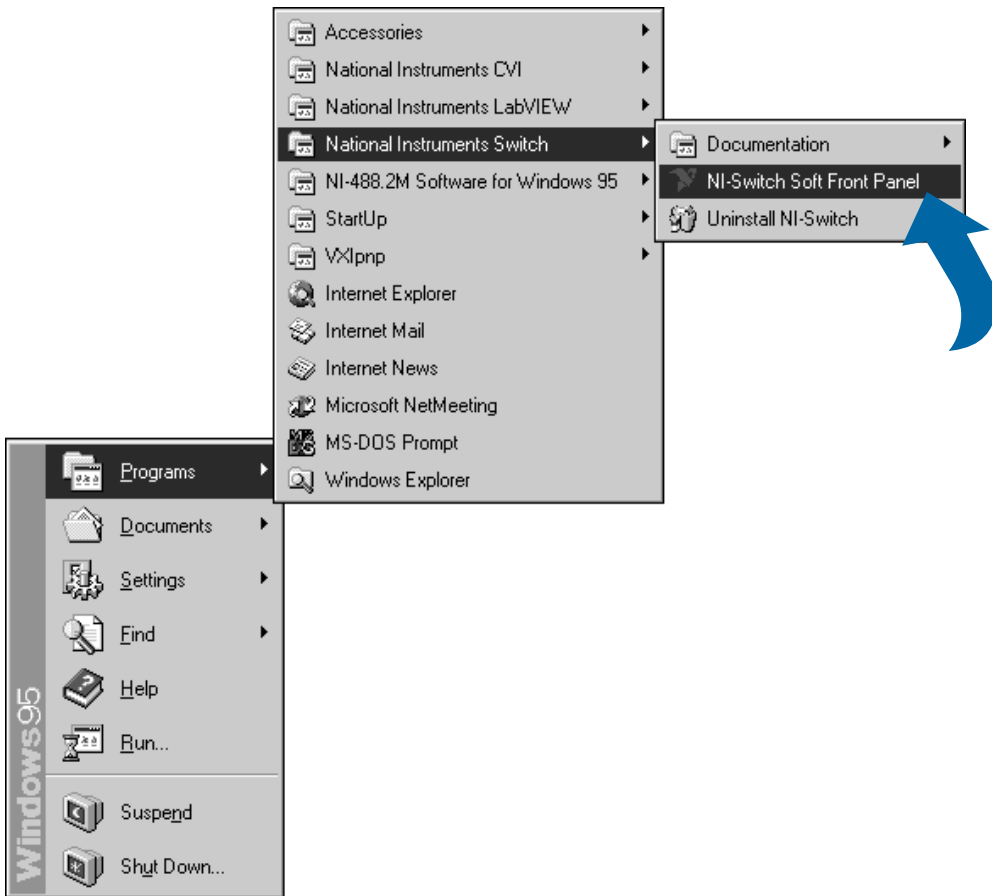 Accessories
National Instruments CVI
National Instruments LabVIEW
National Instruments Switch
NI-488.2M Software for Windows 95
StartUp
VXIpnp
Internet Explorer
Internet Mail
Internet News
Microsoft NetMeeting
MS-DOS Prompt
Windows Explorer
Documentation
NI-Switch Soft Front Panel
Uninstall NI-Switch
Programs
Documents
Settings
Find
Help
Run...
Suspend
Shut Down...
Windows95